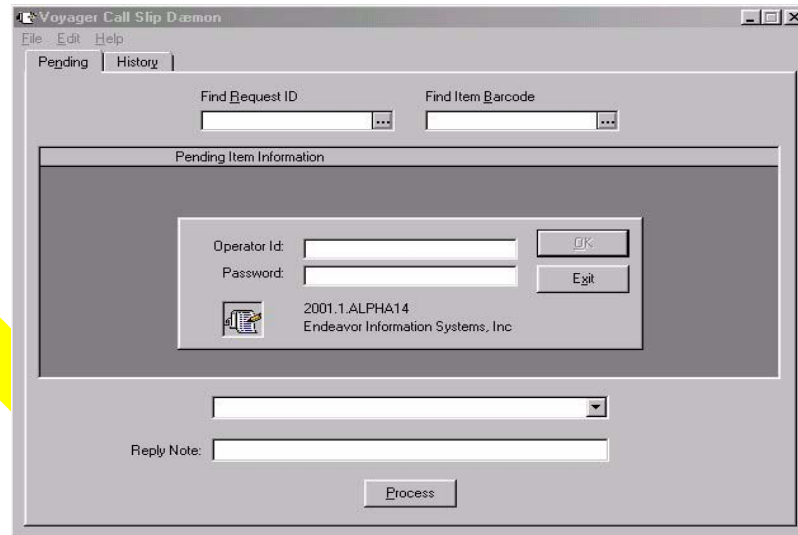 Voyager Call Slip Dæmon
File Edit Help
Pending History
Find Request ID Find Item Barcode
... ...
Pending Item Information
Operator Id: OK
Password: Exit
2001.1.ALPHA14
Endeavor Information Systems, Inc
Reply Note:
Process